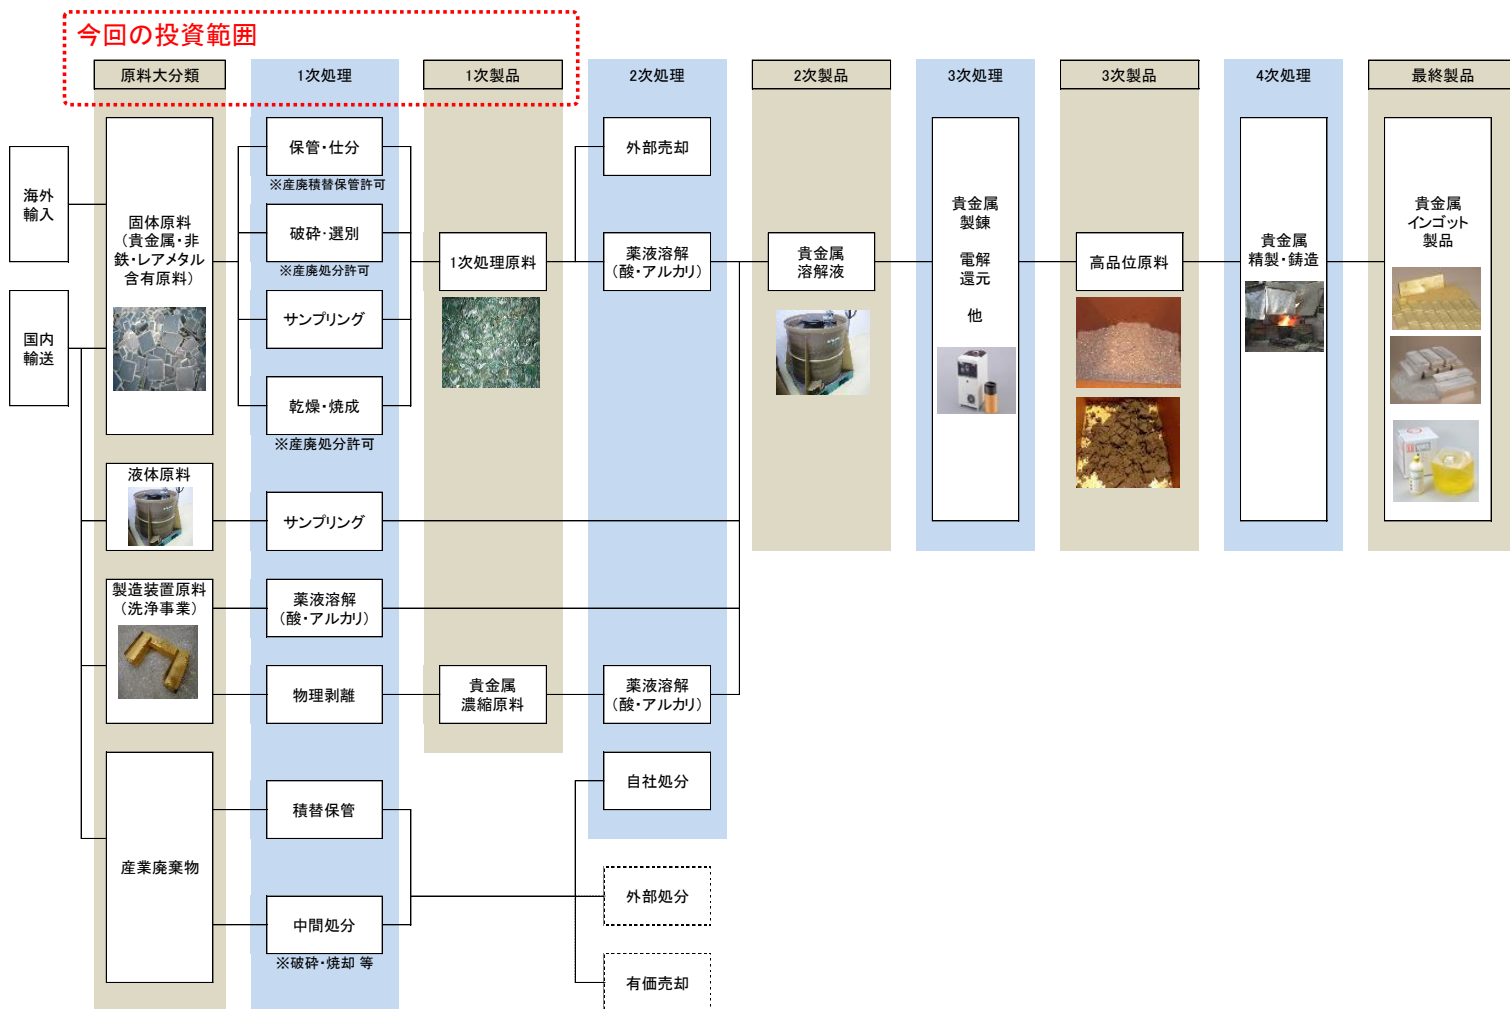 今回の投資範囲
原料大分類
1次処理
1次製品
2次処理
2次製品
3次処理
3次製品
4次処理
最終製品
海外
輸入
国内
輸送
固体原料
(貴金属・非
鉄・レアメタル
含有原料)
保管・仕分
※産廃積替保管許可
破砕・選別
※産廃処分許可
サンプリング
乾燥・焼成
※産廃処分許可
1次処理原料
外部売却
薬液溶解
(酸・アルカリ)
貴金属
溶解液
貴金属
製錬
電解
還元
他
高品位原料
貴金属
精製・鋳造
貴金属
インゴット
製品
液体原料
サンプリング
製造装置原料
(洗浄事業)
薬液溶解
(酸・アルカリ)
物理剥離
貴金属
濃縮原料
薬液溶解
(酸・アルカリ)
産業廃棄物
積替保管
中間処分
※破砕・焼却 等
自社処分
外部処分
有価売却